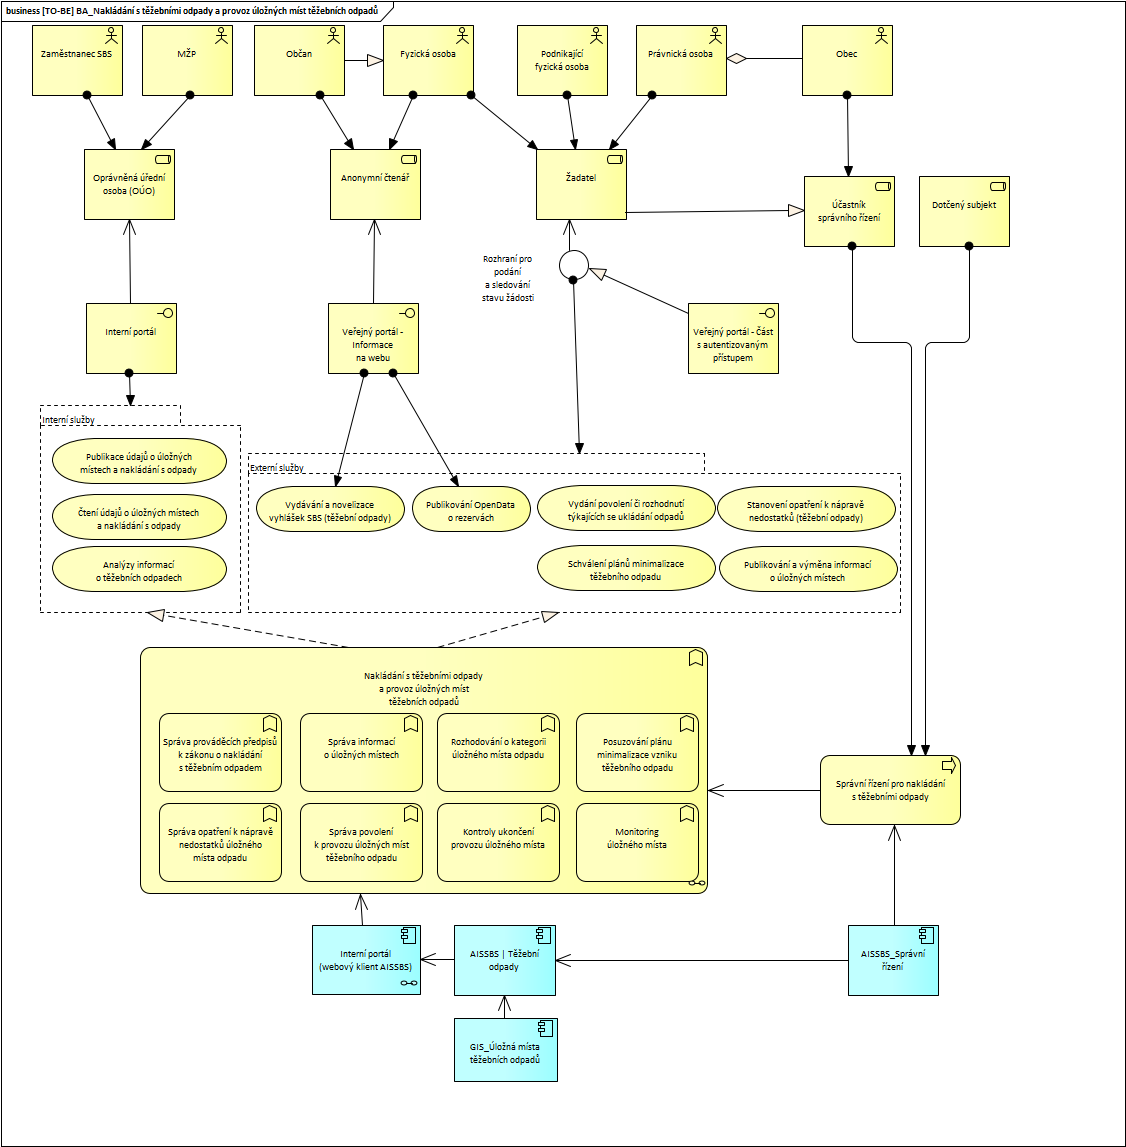 business [TO-BE] BA_Nakládání s těžebními odpady a provoz úložných míst těžebních odpadů
Zaměstnanec SBS
MŽP
Občan
Fyzická osoba
Podnikající
fyzická osoba
Právnická osoba
Obec
Oprávněná úřední
osoba (OÚO)
Anonymní čtenář
Žadatel
Účastník
správního řízení
Dotčený subjekt
Rozhraní pro
podání
a sledování
stavu žádosti
Interní portál
Veřejný portál -
Informace
na webu
Veřejný portál - Část
s autentizovaným
přístupem
Interní služby
Publikace údajů o úložných
místech a nakládání s odpady
Čtení údajů o úložných místech
a nakládání s odpady
Analýzy informací
o těžebních odpadech
Externí služby
Vydávání a novelizace
vyhlášek SBS (těžební odpady)
Publikování OpenData
o rezervách
Vydání povolení či rozhodnutí
týkajících se ukládání odpadů
Stanovení opatření k nápravě
nedostatků (těžební odpady)
Schválení plánů minimalizace
těžebního odpadu
Publikování a výměna informací
o úložných místech
Nakládání s těžebními odpady
a provoz úložných míst
těžebních odpadů
Správa prováděcích předpisů
k zákonu o nakládání
s těžebním odpadem
Správa informací
o úložných místech
Rozhodování o kategorii
úložného místa odpadu
Posuzování plánu
minimalizace vzniku
těžebního odpadu
Správa opatření k nápravě
nedostatků úložného
místa odpadu
Správa povolení
k provozu úložných míst
těžebního odpadu
Kontroly ukončení
provozu úložného místa
Monitoring
úložného místa
Správní řízení pro nakládání
s těžebními odpady
Interní portál
(webový klient AISSBS)
AISSBS | Těžební
odpady
AISSBS_Správní
řízení
GIS_Úložná místa
těžebních odpadů